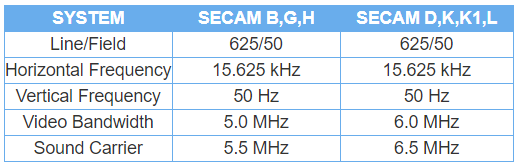 SYSTEM SECAM B,G,H SECAM D,K,K1,L
Line/Field 625/50 625/50
Horizontal Frequency 15.625 kHz 15.625 kHz
Vertical Frequency 50 Hz 50 Hz
Video Bandwidth 5.0 MHz 6.0 MHz
Sound Carrier 5.5 MHz 6.5 MHz